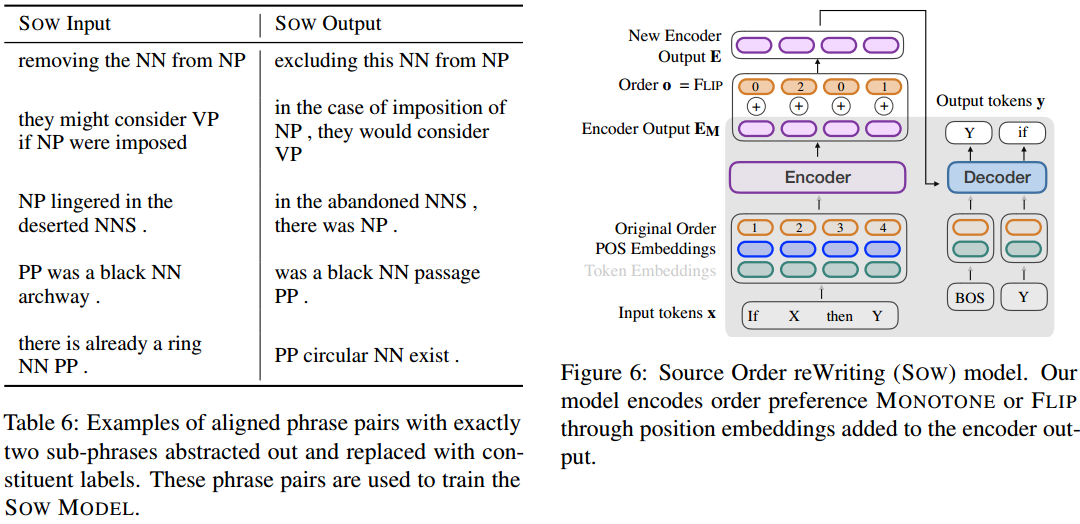 SOW Input SOW Output
removing the NN from NP excluding this NN from NP
they might consider VP
if NP were imposed
in the case of imposition of
NP , they would consider
VP
NP lingered in the
deserted NNS .
in the abandoned NNS ,
there was NP .
PP was a black NN
archway .
was a black NN passage
PP .
there is already a ring
NN PP .
PP circular NN exist .
Table 6: Examples of aligned phrase pairs with exactly
two sub-phrases abstracted out and replaced with con-
stituent labels. These phrase pairs are used to train the
SOW MODEL.
New Encoder
Output E
Order o = FLIP
0 2 0 1
+ + + +
Encoder Output EM
Encoder
Original Order
1 2 3 4
POS Embeddings
Token Embeddings
Input tokens x
If X then Y
Output tokens y
Y if
Decoder
BOS Y
Figure 6: Source Order reWriting (SOW) model. Our
model encodes order preference MONOTONE or FLIP
through position embeddings added to the encoder out-
put.